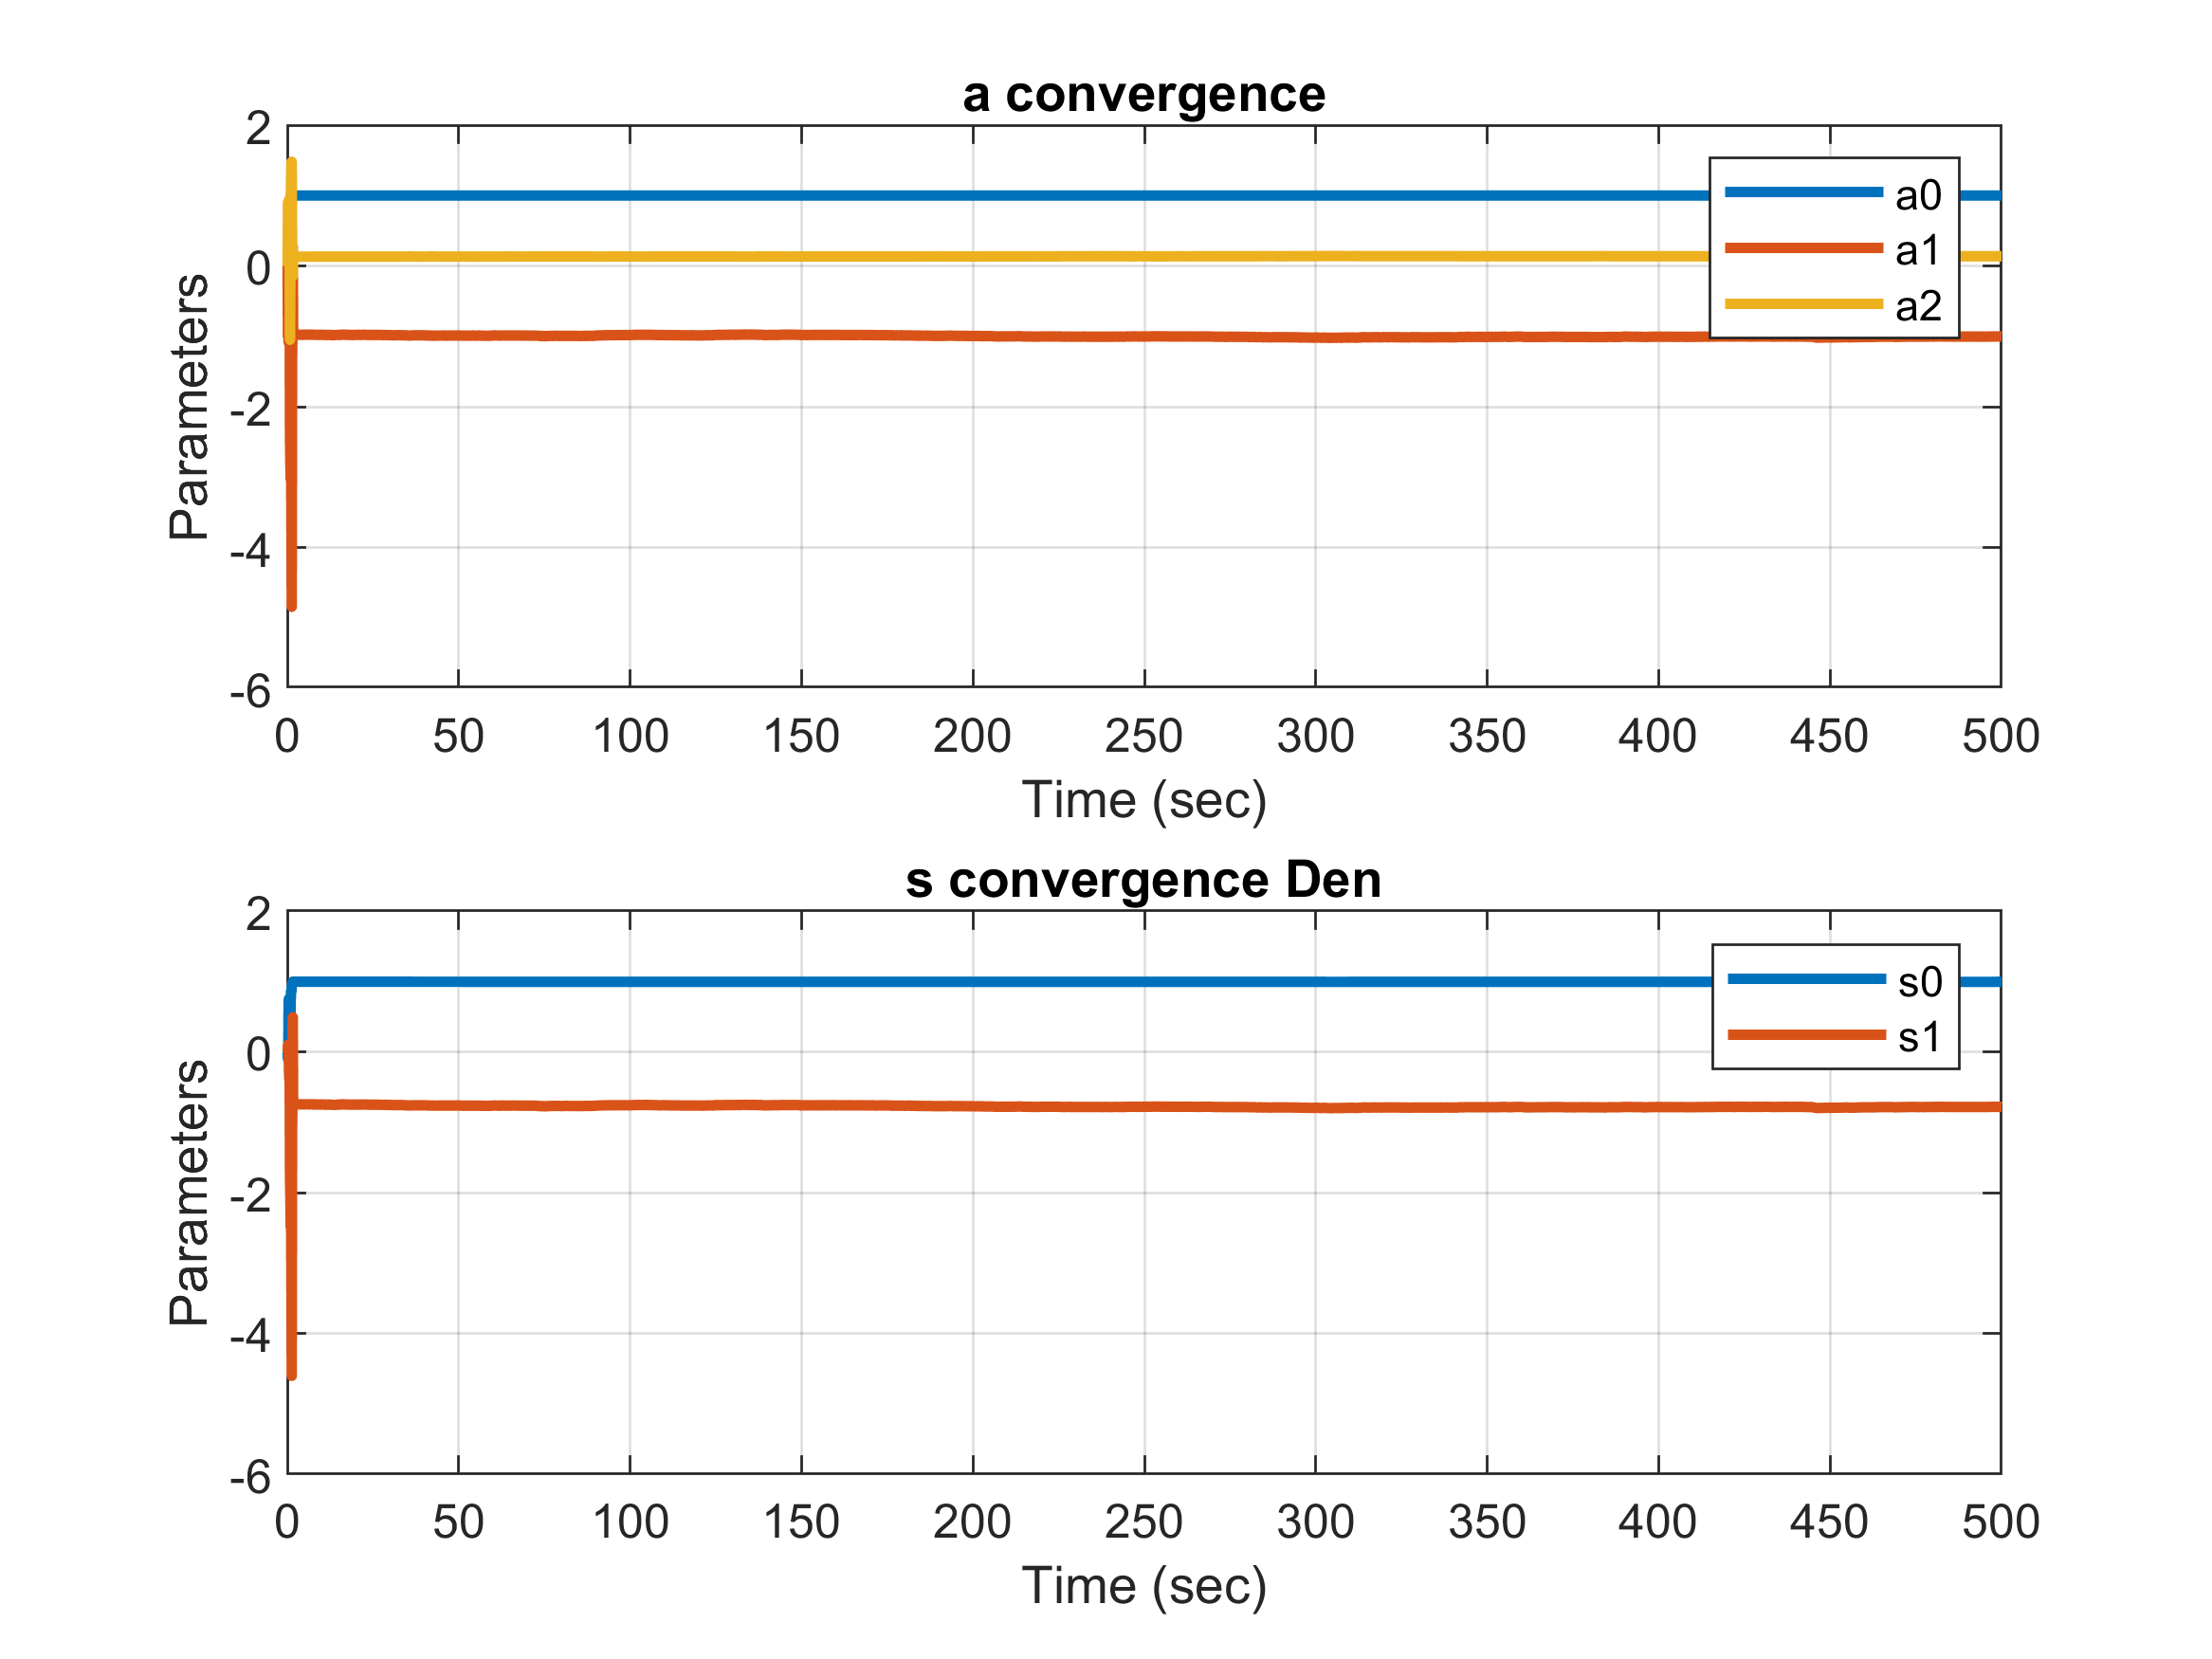 a convergence
2
0
-2
-4
-6
Parameters
a0
a1
a2
0 50 100 150 200 250 300 350 400 450 500
Time (sec)
s convergence Den
2
0
-2
-4
-6
Parameters
s0
s1
0 50 100 150 200 250 300 350 400 450 500
Time (sec)